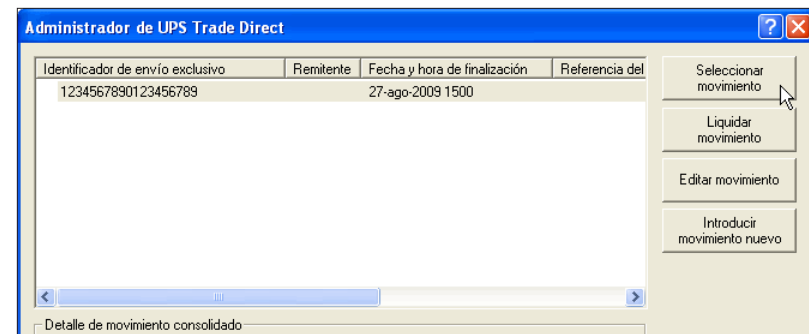 Administrador de UPS Trade Direct
Identificador de envío exclusivo Remitente Fecha y hora de finalización Referencia del
1234567890123456789 27-ago-2009 1500
Seleccionar
movimiento
Liquidar
movimiento
Editar movimiento
Introducir
movimiento nuevo
Detalle de movimiento consolidado